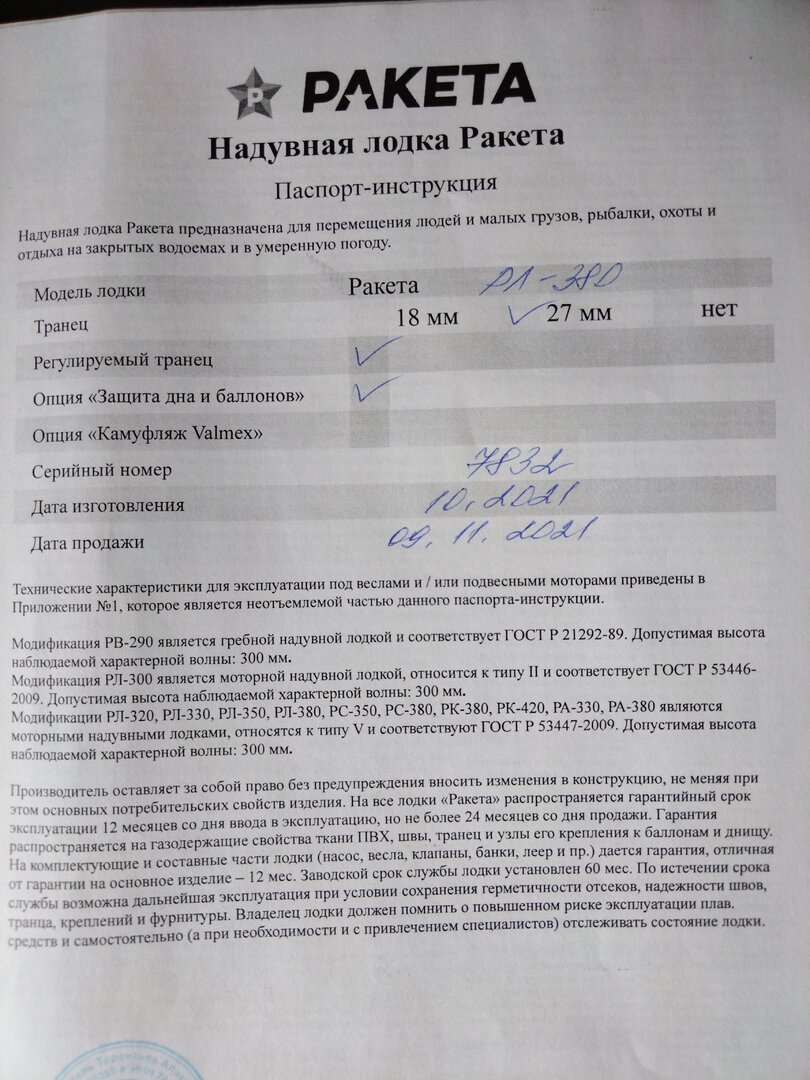 Р РАКЕТА
Надувная лодка Ракета
Паспорт-инструкция
Надувная лодка Ракета предназначена для перемещения людей и малых грузов, рыбалки, охоты и
отдыха на закрытых водоемах и в умеренную погоду.
Модель лодки Ракета РЛ-380
Транец 18 мм ✓ 27 мм нет
Регулируемый транец ✓
Опция «Защита дна и баллонов» ✓
Опция «Камуфляж Valmex»
Серийный номер 7832
Дата изготовления 10.2021
Дата продажи 09.11.2021
Технические характеристики для эксплуатации под веслами и / или подвесными моторами приведены в
Приложении №1, которое является неотъемлемой частью данного паспорта-инструкции.
Модификация РВ-290 является гребной надувной лодкой и соответствует ГОСТ Р 21292-89. Допустимая высота
наблюдаемой характерной волны: 300 мм.
Модификация РЛ-300 является моторной надувной лодкой, относится к типу II и соответствует ГОСТ Р 53446-
2009. Допустимая высота наблюдаемой характерной волны: 300 мм.
Модификации РЛ-320, РЛ-330, РЛ-350, РЛ-380, РС-350, РС-380, РК-380, РК-420, РА-330, РА-380 являются
моторными надувными лодками, относятся к типу V и соответствуют ГОСТ Р 53447-2009. Допустимая высота
наблюдаемой характерной волны: 300 мм.
Производитель оставляет за собой право без предупреждения вносить изменения в конструкцию, не меняя при
этом основных потребительских свойств изделия. На все лодки «Ракета» распространяется гарантийный срок
эксплуатации 12 месяцев со дня ввода в эксплуатацию, но не более 24 месяцев со дня продажи. Гарантия
распространяется на газодержащие свойства ткани ПВХ, швы, транец и узлы его крепления к баллонам и днищу.
На комплектующие и составные части лодки (насос, весла, клапаны, банки, леер и пр.) дается гарантия, отличная
от гарантии на основное изделие – 12 мес. Заводской срок службы лодки установлен 60 мес. По истечении срока
службы возможна дальнейшая эксплуатация при условии сохранения герметичности отсеков, надежности швов,
транца, креплений и фурнитуры. Владелец лодки должен помнить о повышенном риске эксплуатации плав.
средств и самостоятельно (а при необходимости и с привлечением специалистов) отслеживать состояние лодки.
Терентьев
ИНН